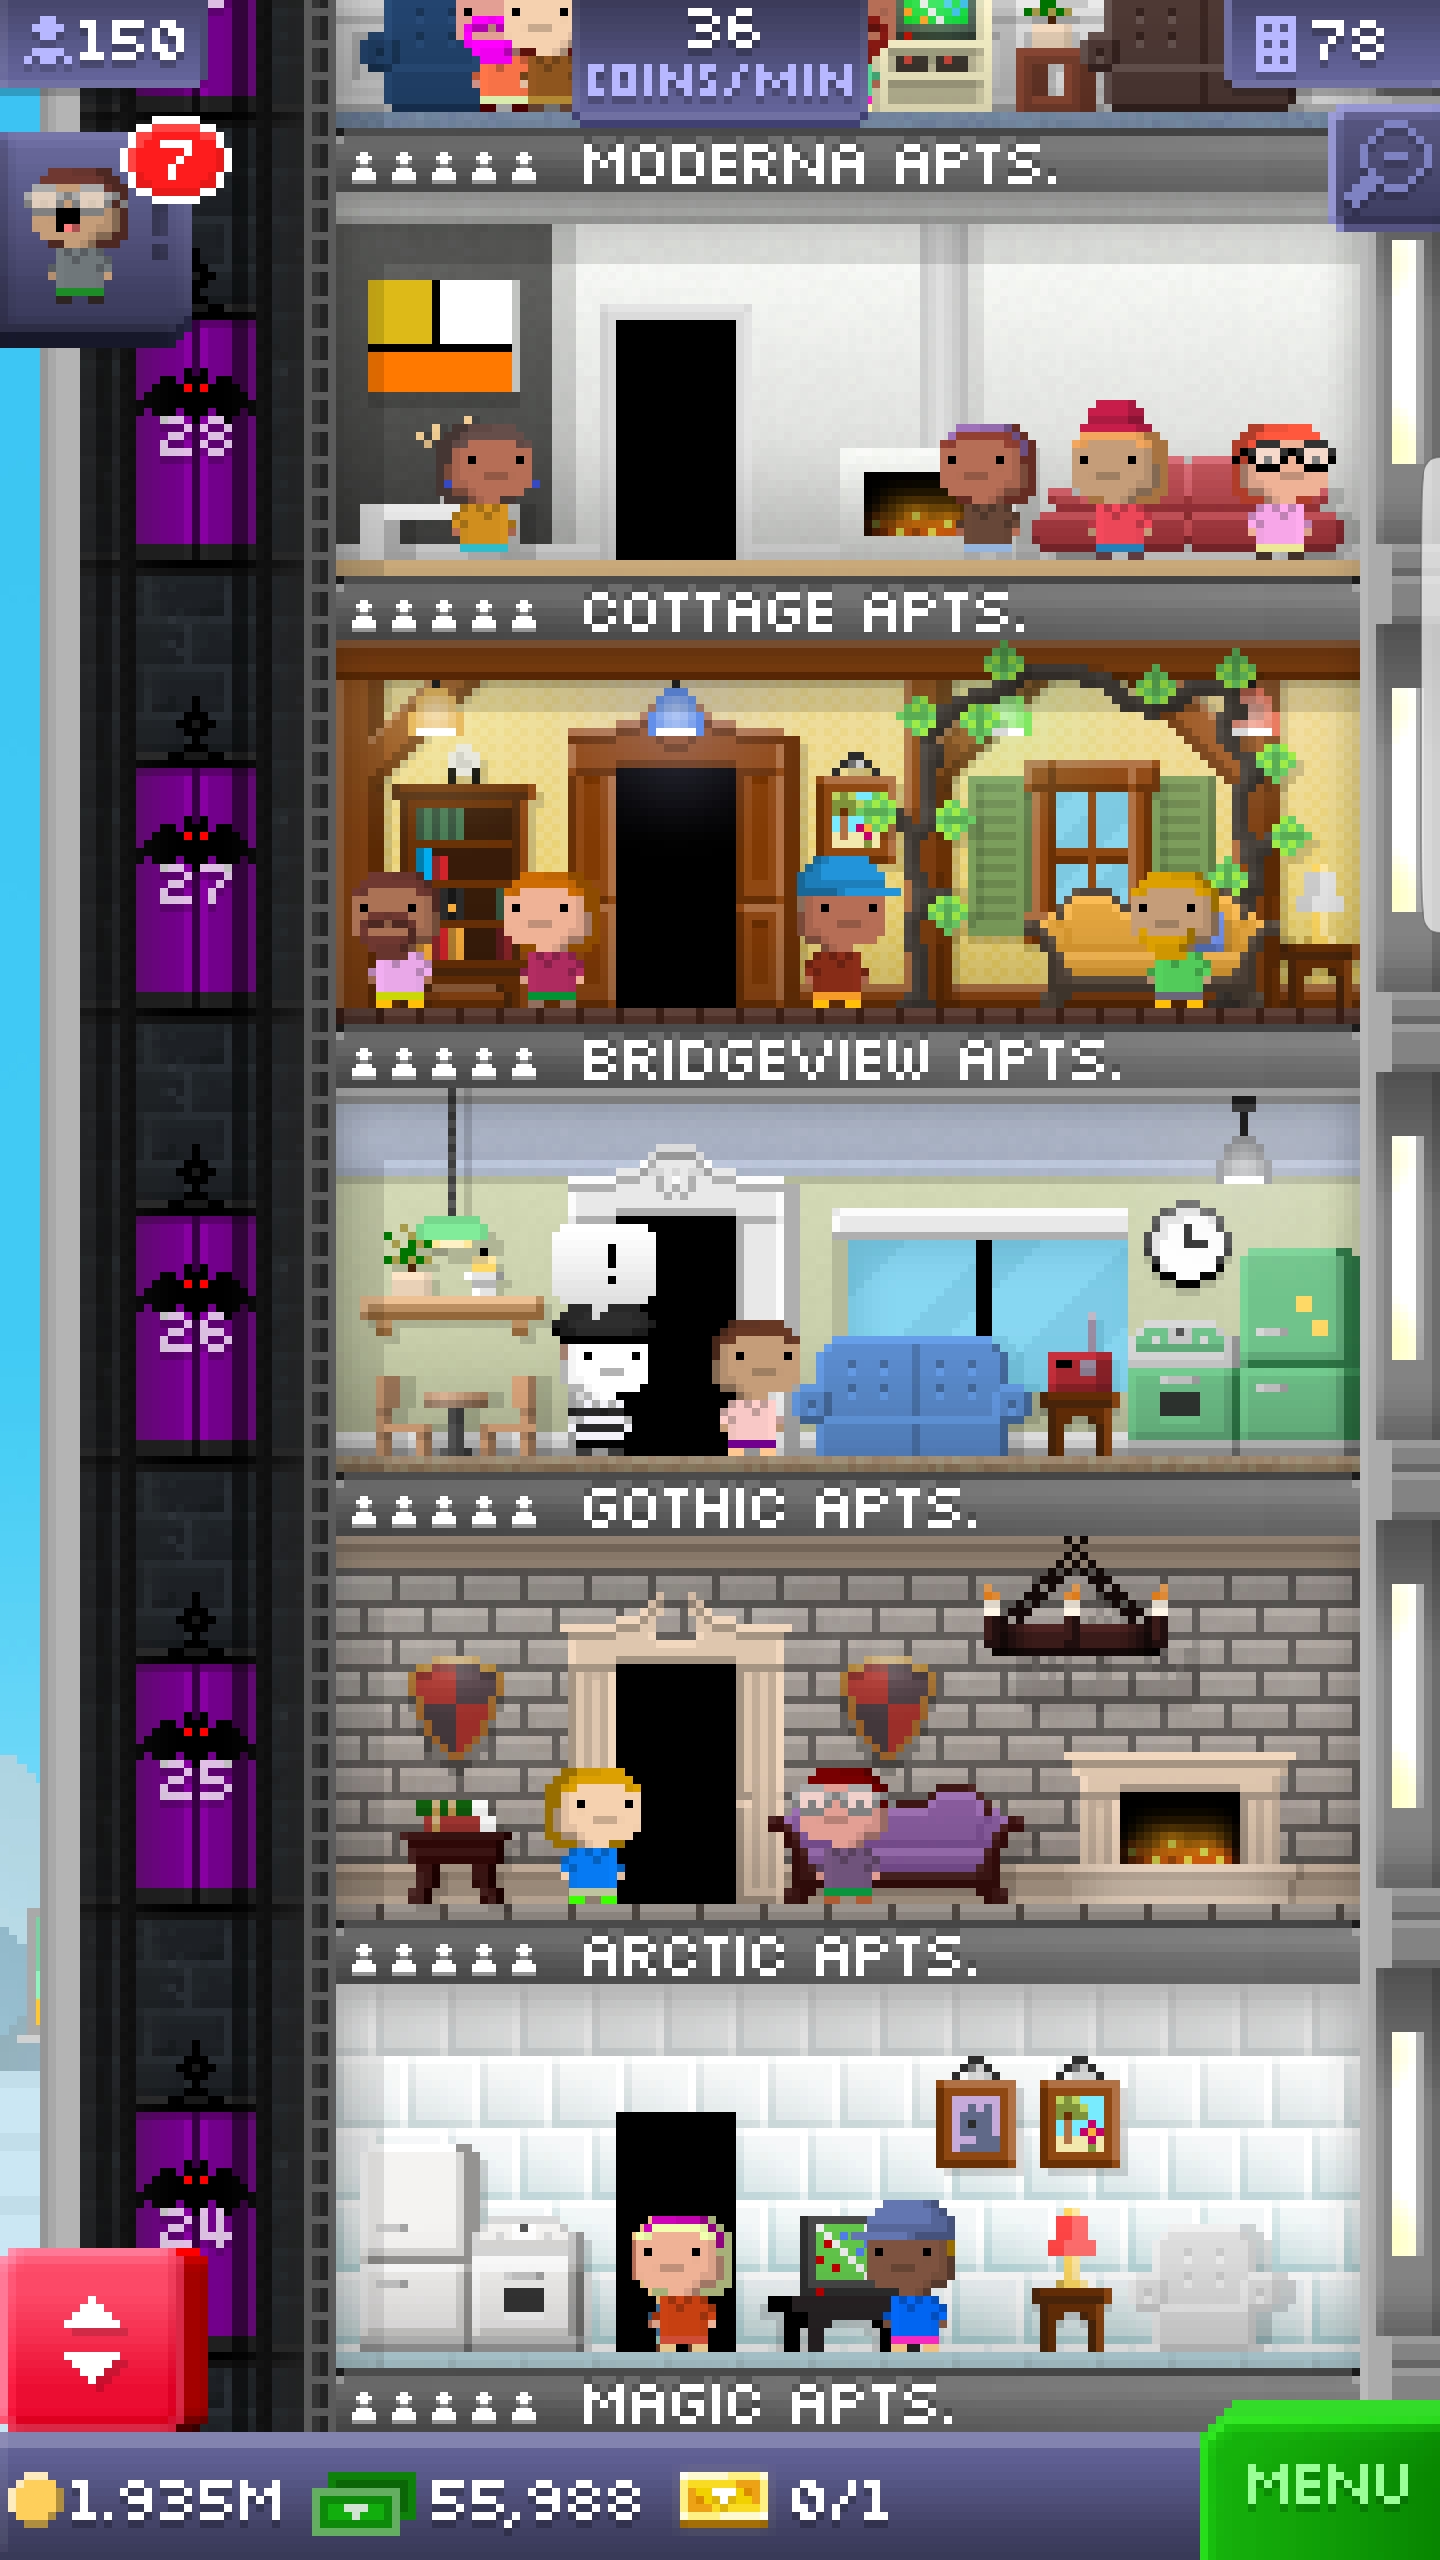 150
36
COINS/MIN
78
7
!
MODERNA APTS.
28
COTTAGE APTS.
27
BRIDGEVIEW APTS.
!
26
GOTHIC APTS.
25
ARCTIC APTS.
24
MAGIC APTS.
1.935M 55,988 0/1
MENU